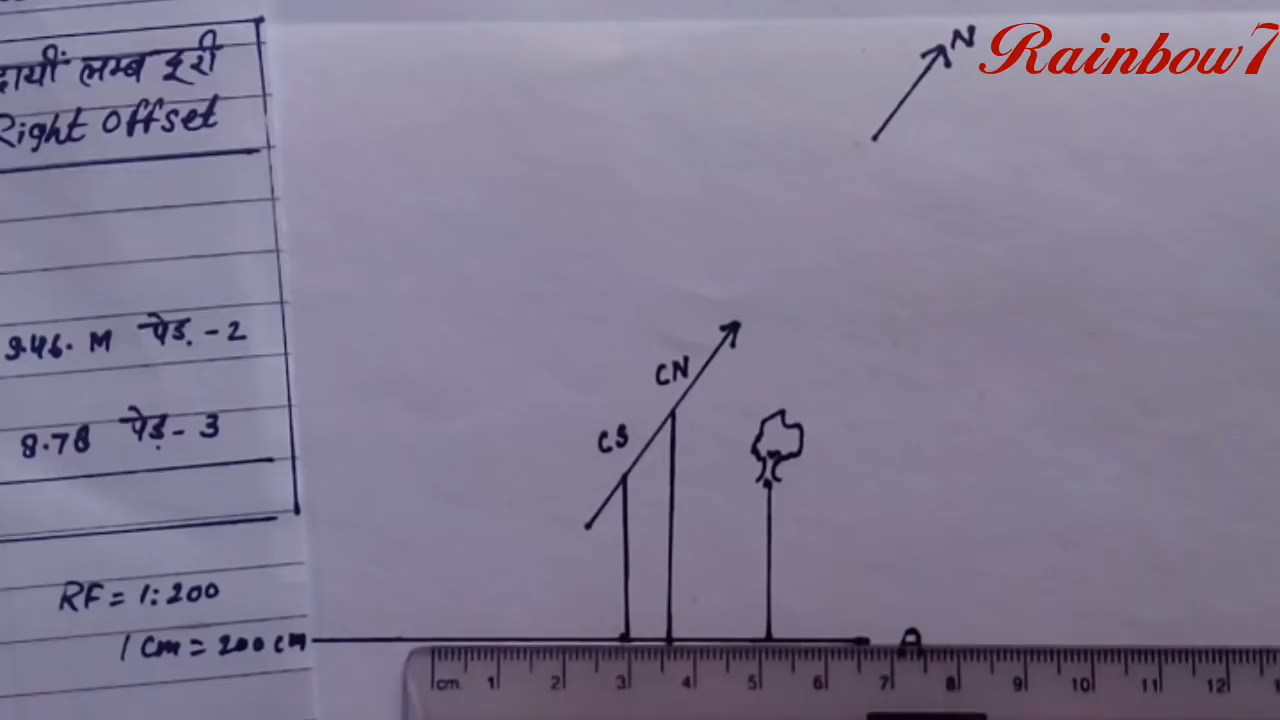 दायीं लम्ब दूरी
Right Offset
9.46. M पेड़. - 2
8.78 पेड़ - 3
RF = 1:200
1 Cm = 200 cm
N
Rainbow7
CN
CS
A
cm 1 2 3 4 5 6 7 8 9 10 11 12